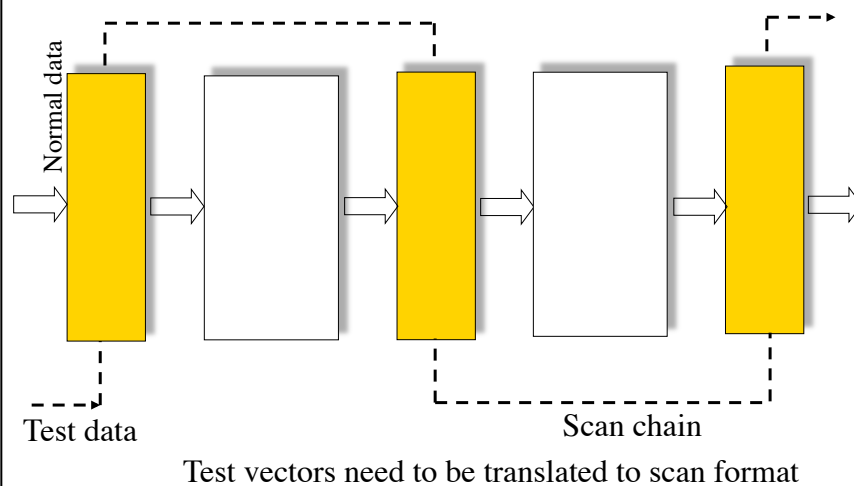 Normal data
Test data
Scan chain
Test vectors need to be translated to scan format